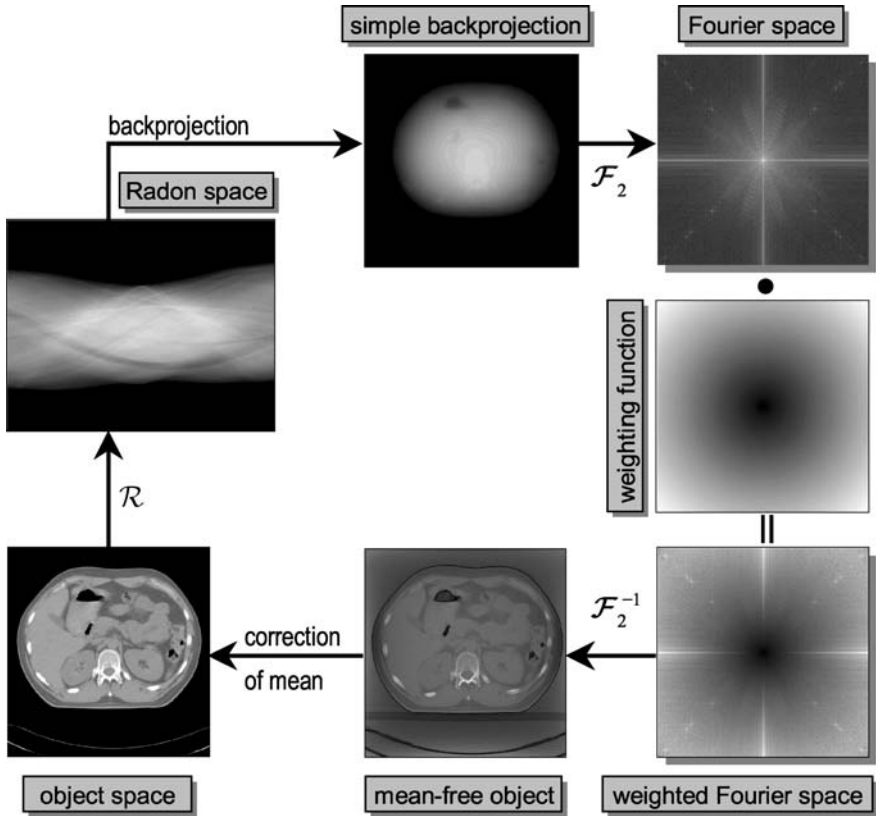 simple backprojection
Fourier space
backprojection
ℱ₂
Radon space
weighting function
ℛ
ℱ₂⁻¹
correction
of mean
object space
mean-free object
weighted Fourier space